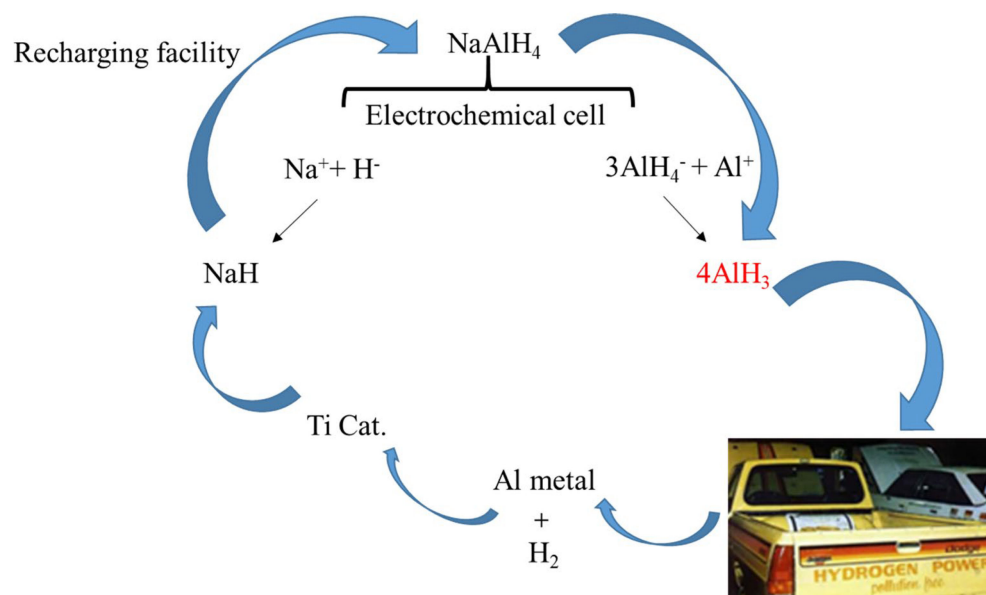 Recharging facility
NaAlH₄
Electrochemical cell
Na⁺+ H⁻
3AlH₄⁻ + Al⁺
NaH
4AlH₃
Ti Cat.
Al metal
+
H₂
Dodge
HYDROGEN POWER
pollution free.